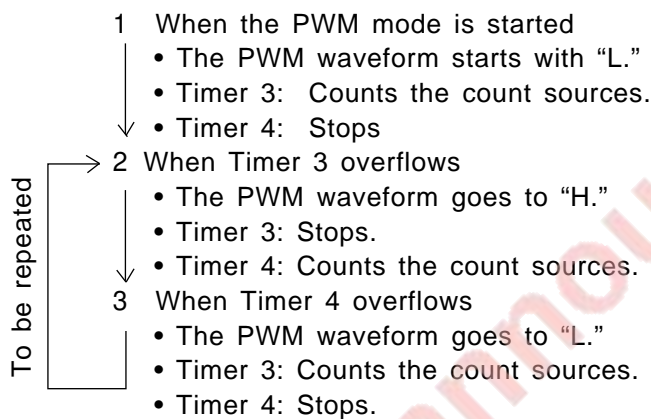 1 When the PWM mode is started
• The PWM waveform starts with “L.”
• Timer 3: Counts the count sources.
• Timer 4: Stops
2 When Timer 3 overflows
• The PWM waveform goes to “H.”
• Timer 3: Stops.
• Timer 4: Counts the count sources.
3 When Timer 4 overflows
• The PWM waveform goes to “L.”
• Timer 3: Counts the count sources.
• Timer 4: Stops.
To be repeated